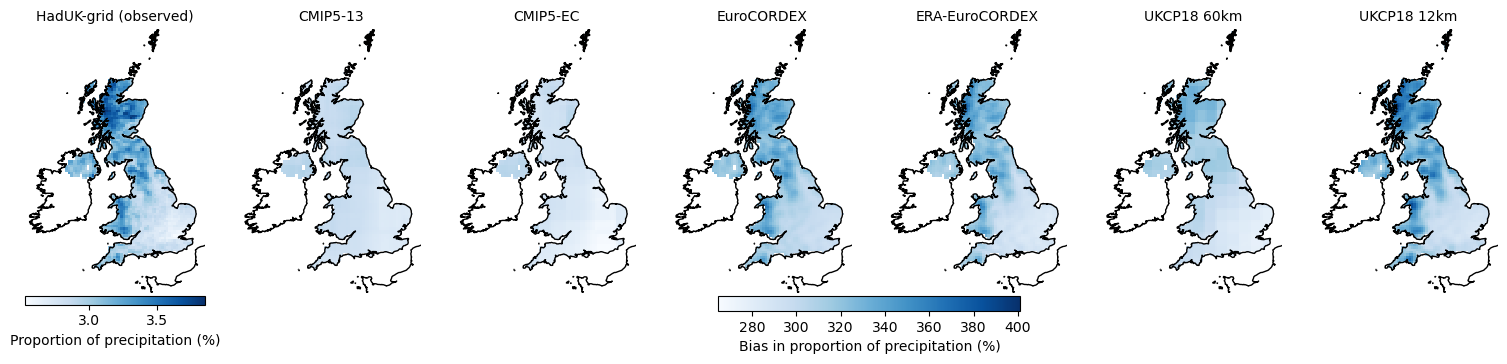 HadUK-grid (observed)
CMIP5-13
CMIP5-EC
EuroCORDEX
ERA-EuroCORDEX
UKCP18 60km
UKCP18 12km
3.0 3.5
Proportion of precipitation (%)
280 300 320 340 360 380 400
Bias in proportion of precipitation (%)